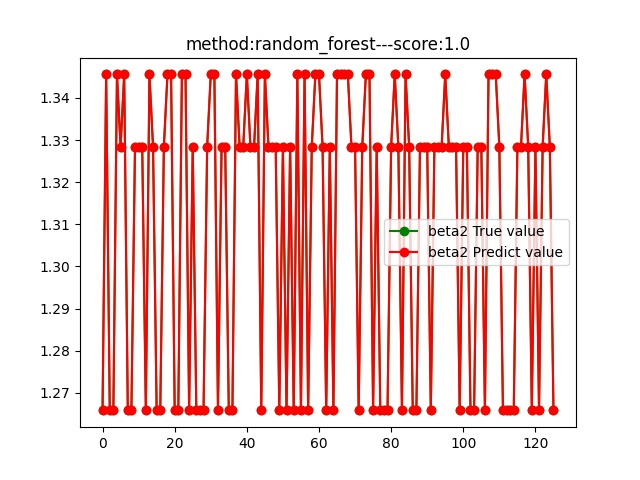 method:random_forest---score:1.0
1.34
1.33
1.32
1.31
1.30
1.29
1.28
1.27
beta2 True value
beta2 Predict value
0 20 40 60 80 100 120